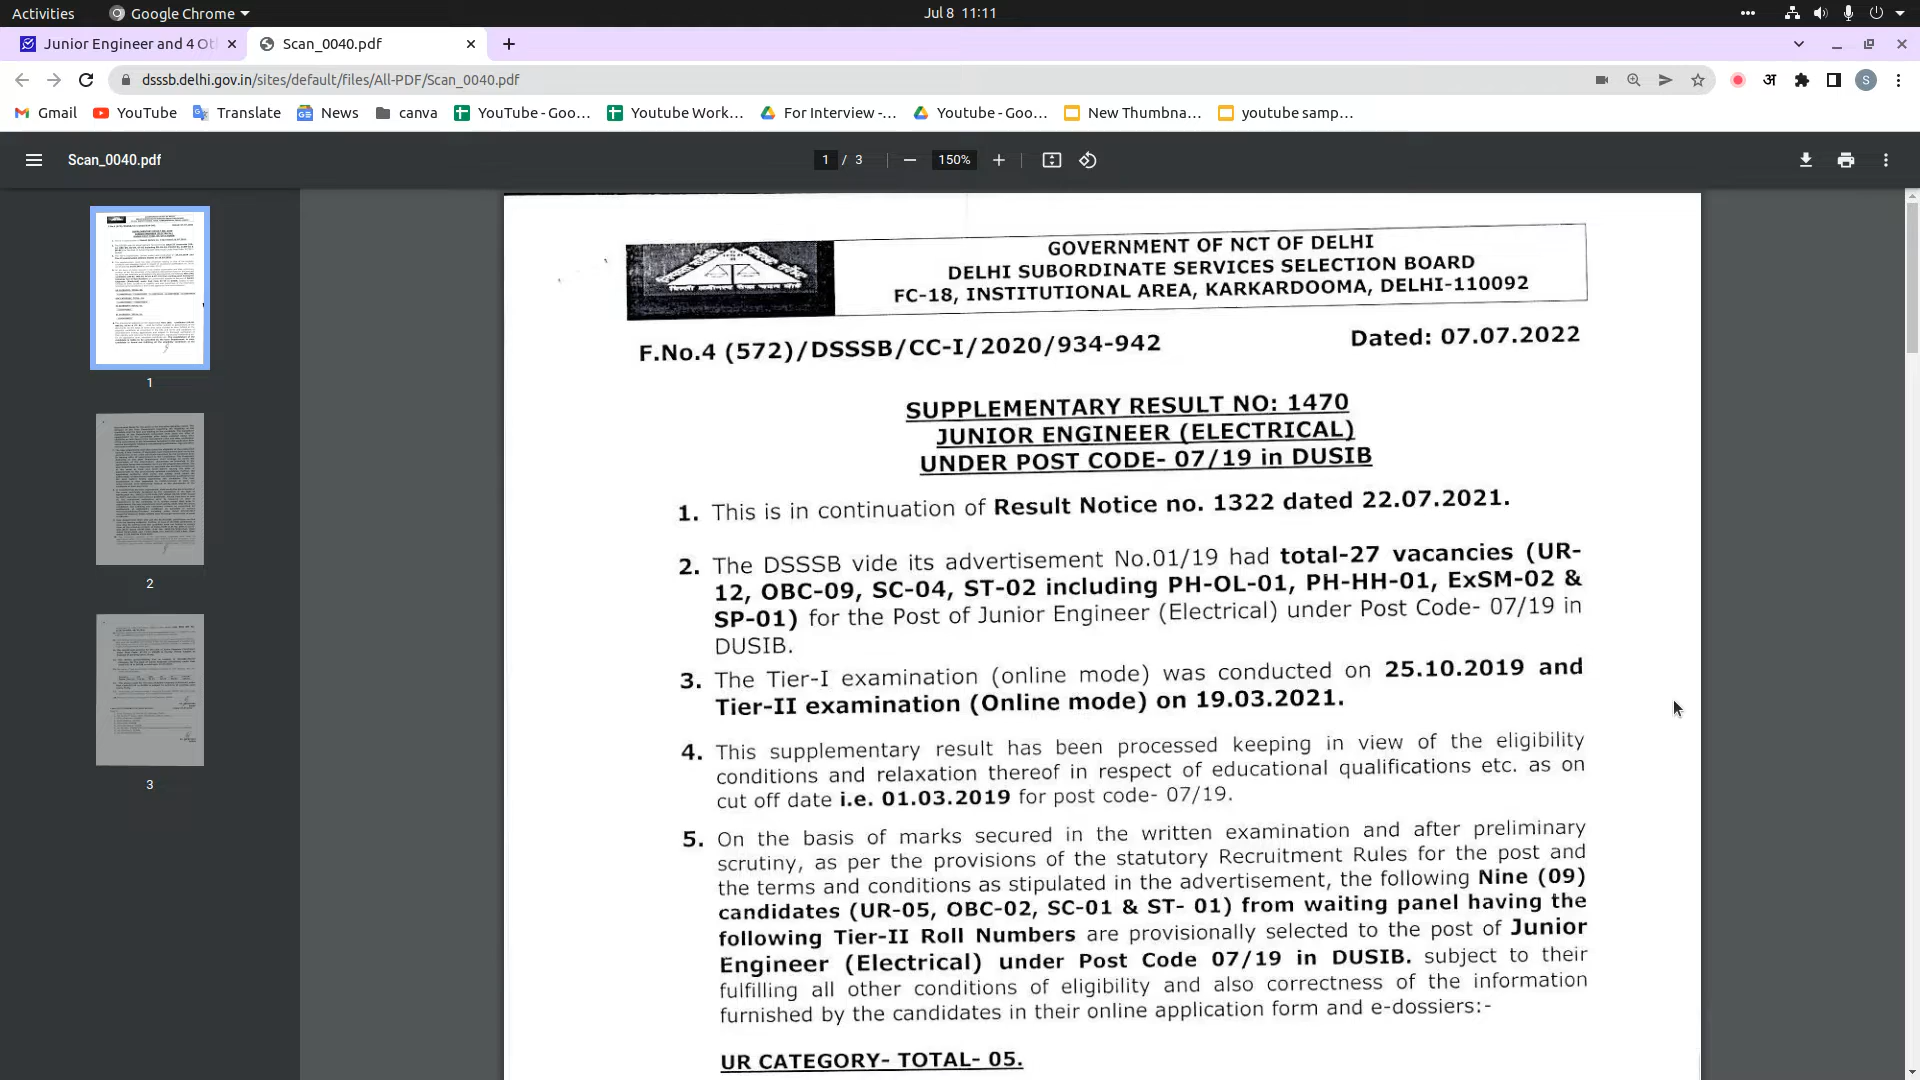 Activities
Google Chrome
Jul 8 11:11
Junior Engineer and 4 Ot
Scan_0040.pdf
dsssb.delhi.gov.in/sites/default/files/All-PDF/Scan_0040.pdf
अ
S
Gmail
YouTube
Translate
News
canva
YouTube - Goo...
Youtube Work...
For Interview -...
Youtube - Goo...
New Thumbna...
youtube samp...
Scan_0040.pdf
1 / 3
150%
1
2
3
GOVERNMENT OF NCT OF DELHI
DELHI SUBORDINATE SERVICES SELECTION BOARD
FC-18, INSTITUTIONAL AREA, KARKARDOOMA, DELHI-110092
F.No.4 (572)/DSSSB/CC-I/2020/934-942
Dated: 07.07.2022
SUPPLEMENTARY RESULT NO: 1470
JUNIOR ENGINEER (ELECTRICAL)
UNDER POST CODE- 07/19 in DUSIB
1. This is in continuation of Result Notice no. 1322 dated 22.07.2021.
2. The DSSSB vide its advertisement No.01/19 had total-27 vacancies (UR-
12, OBC-09, SC-04, ST-02 including PH-OL-01, PH-HH-01, ExSM-02 &
SP-01) for the Post of Junior Engineer (Electrical) under Post Code- 07/19 in
DUSIB.
3. The Tier-I examination (online mode) was conducted on 25.10.2019 and
Tier-II examination (Online mode) on 19.03.2021.
4. This supplementary result has been processed keeping in view of the eligibility
conditions and relaxation thereof in respect of educational qualifications etc. as on
cut off date i.e. 01.03.2019 for post code- 07/19.
5. On the basis of marks secured in the written examination and after preliminary
scrutiny, as per the provisions of the statutory Recruitment Rules for the post and
the terms and conditions as stipulated in the advertisement, the following Nine (09)
candidates (UR-05, OBC-02, SC-01 & ST- 01) from waiting panel having the
following Tier-II Roll Numbers are provisionally selected to the post of Junior
Engineer (Electrical) under Post Code 07/19 in DUSIB. subject to their
fulfilling all other conditions of eligibility and also correctness of the information
furnished by the candidates in their online application form and e-dossiers:-
UR CATEGORY- TOTAL- 05.